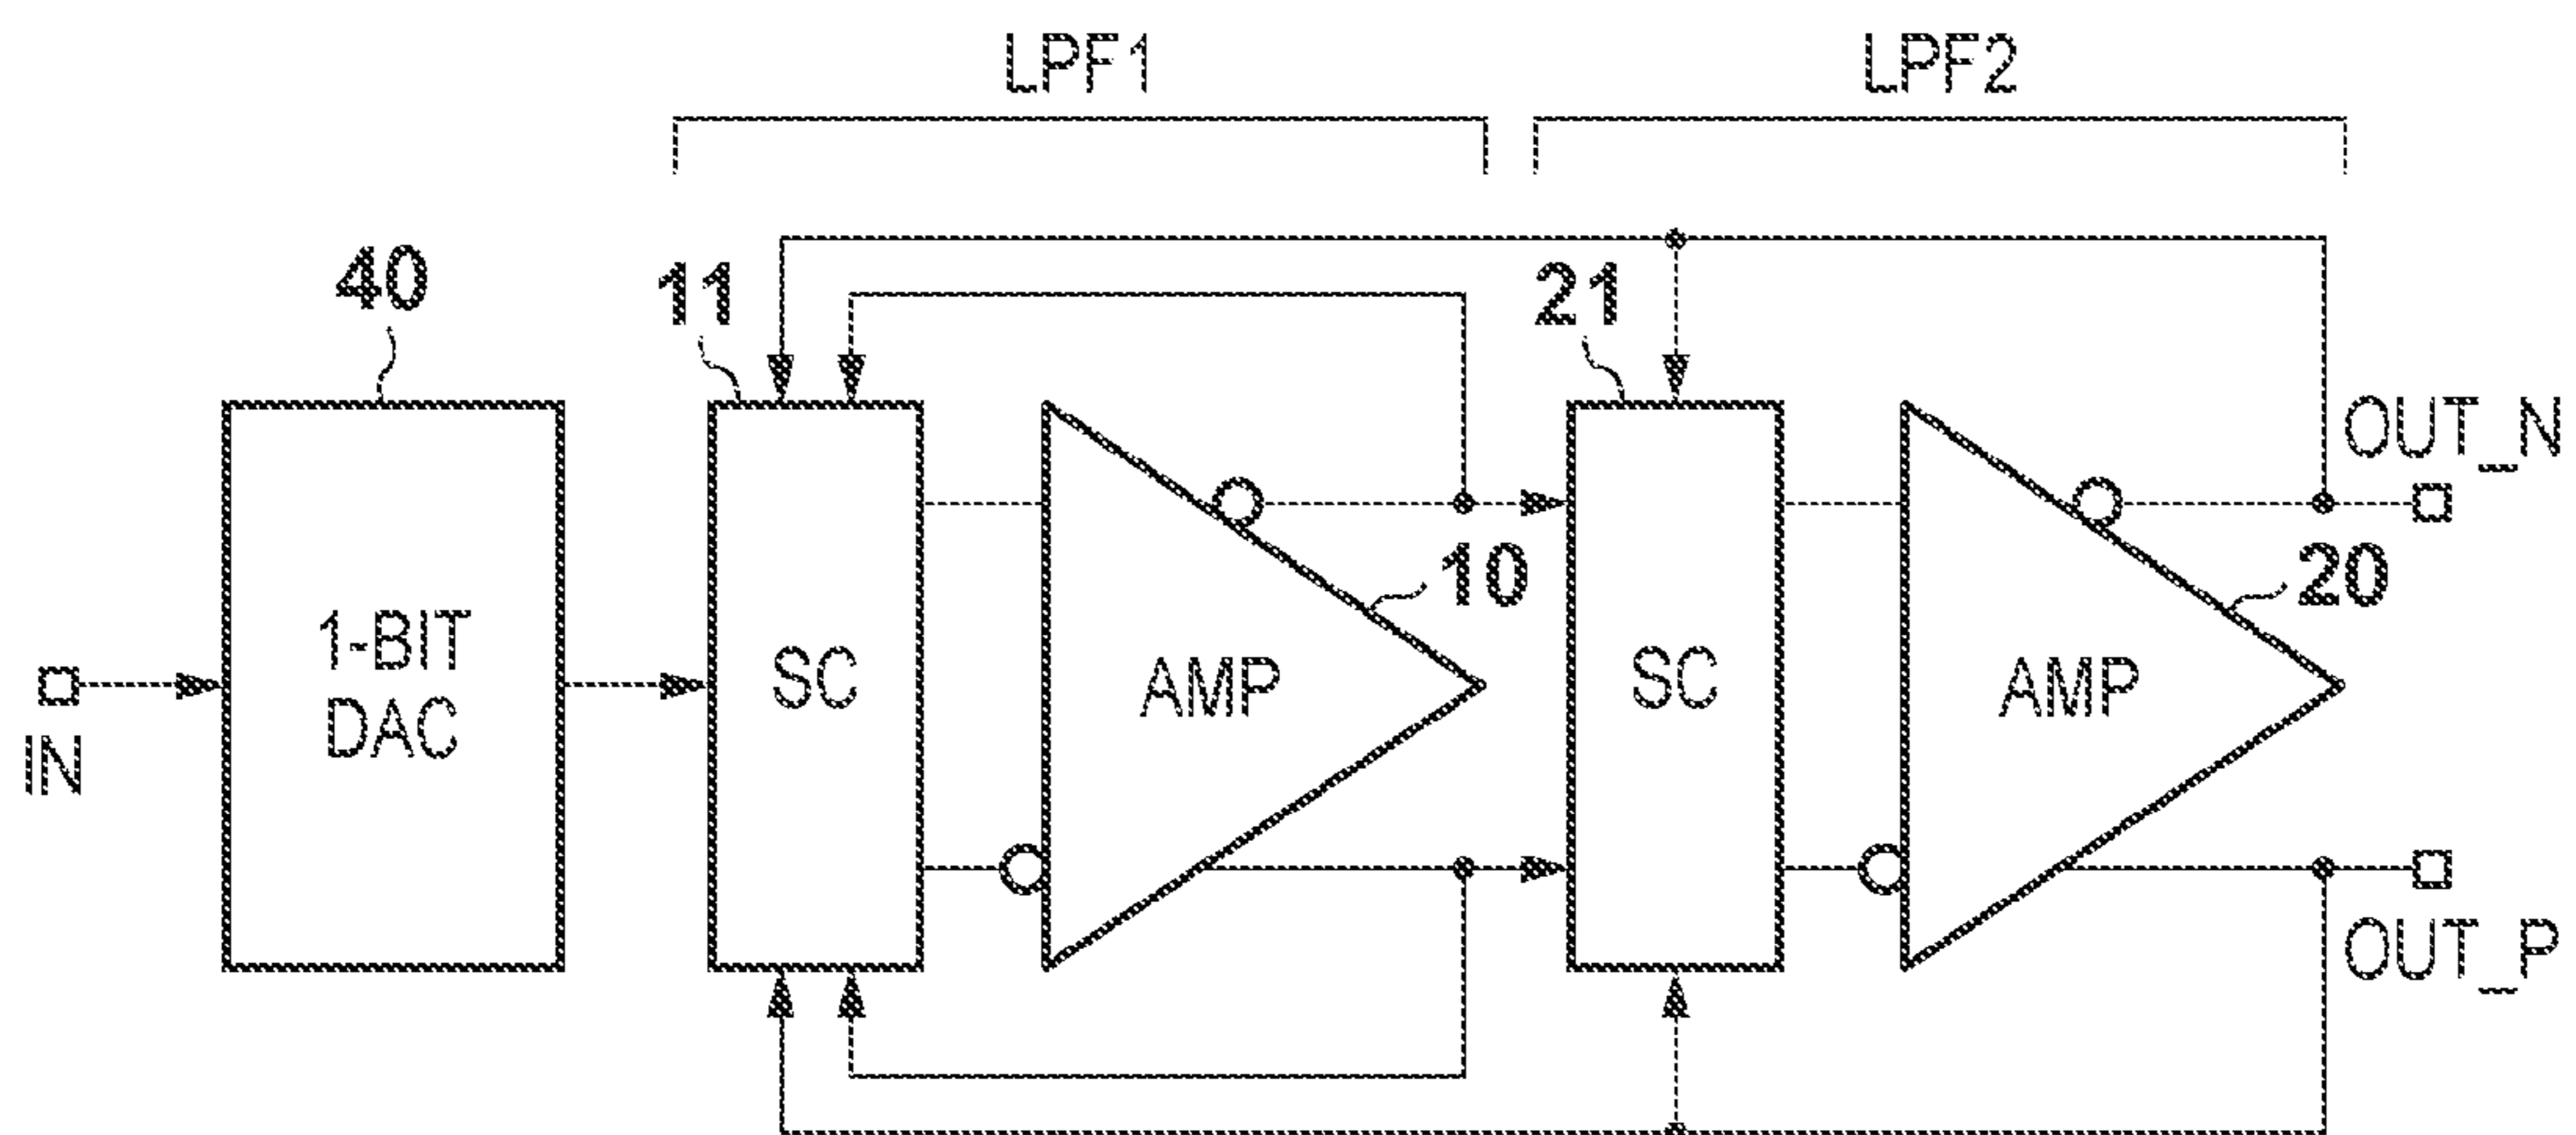 LPF1
LPF2
40
11
21
OUT_N
10
20
1-BIT
DAC
SC
AMP
SC
AMP
IN
OUT_P